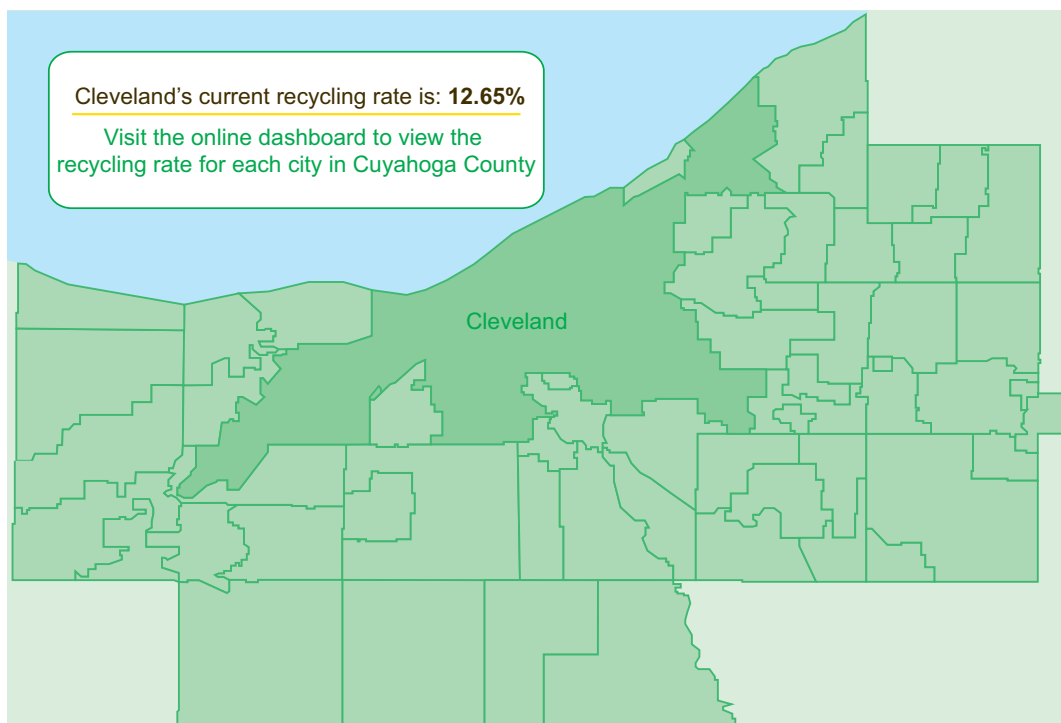 Cleveland’s current recycling rate is: 12.65%
Visit the online dashboard to view the
recycling rate for each city in Cuyahoga County
Cleveland